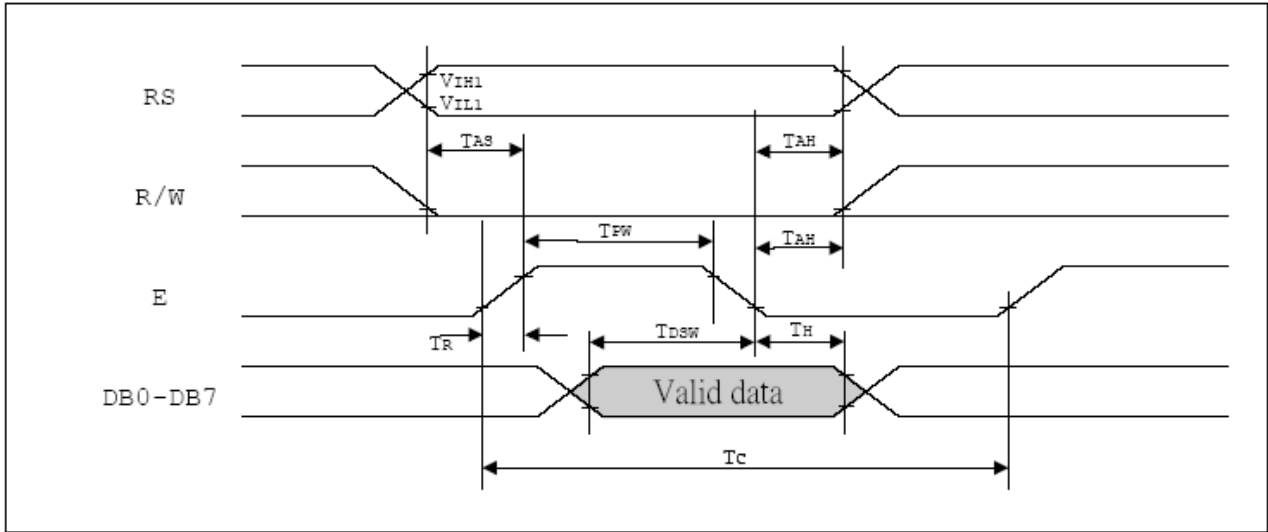 RS
VIH1
VIL1
TAS
TAH
R/W
TPW
TAH
E
TR
TDSW
TH
DB0-DB7
Valid data
TC